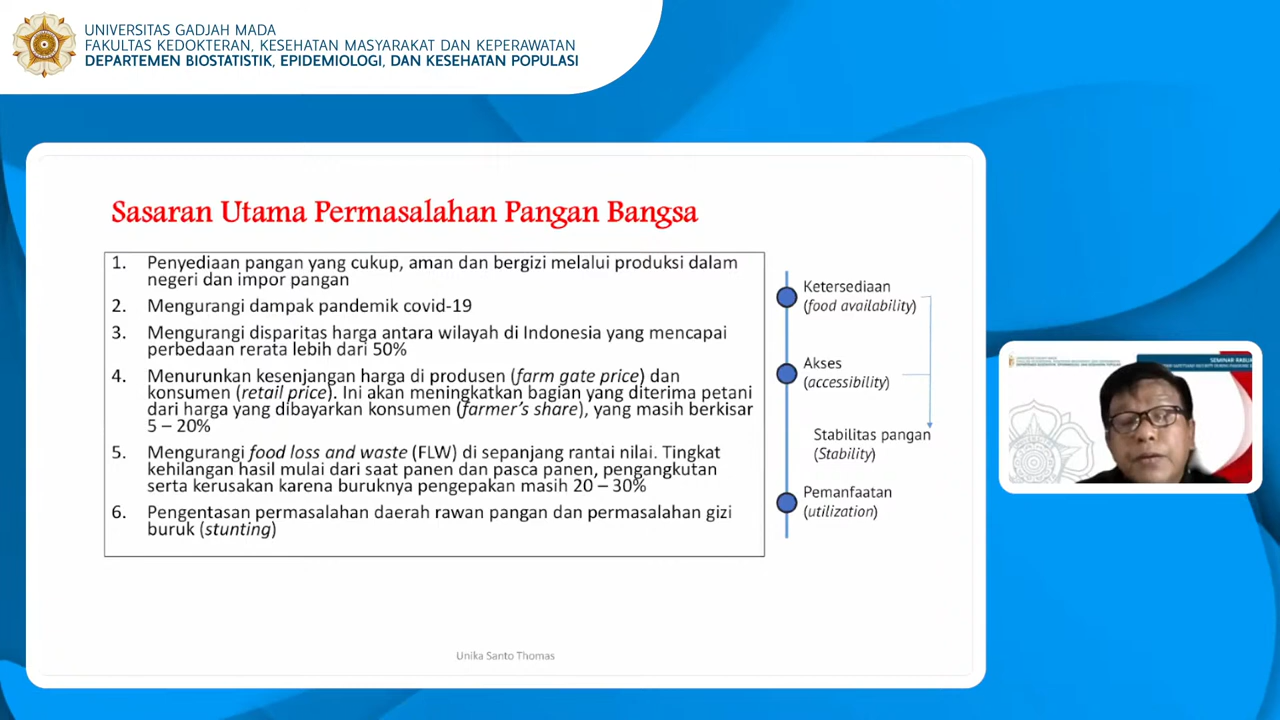 UNIVERSITAS GADJAH MADA
FAKULTAS KEDOKTERAN, KESEHATAN MASYARAKAT DAN KEPERAWATAN
DEPARTEMEN BIOSTATISTIK, EPIDEMIOLOGI, DAN KESEHATAN POPULASI
Sasaran Utama Permasalahan Pangan Bangsa
1. Penyediaan pangan yang cukup, aman dan bergizi melalui produksi dalam
negeri dan impor pangan
2. Mengurangi dampak pandemik covid-19
3. Mengurangi disparitas harga antara wilayah di Indonesia yang mencapai
perbedaan rerata lebih dari 50%
4. Menurunkan kesenjangan harga di produsen (farm gate price) dan
konsumen (retail price). Ini akan meningkatkan bagian yang diterima petani
dari harga yang dibayarkan konsumen (farmer's share), yang masih berkisar
5 – 20%
5. Mengurangi food loss and waste (FLW) di sepanjang rantai nilai. Tingkat
kehilangan hasil mulai dari saat panen dan pasca panen, pengangkutan
serta kerusakan karena buruknya pengepakan masih 20 – 30%
6. Pengentasan permasalahan daerah rawan pangan dan permasalahan gizi
buruk (stunting)
Ketersediaan
(food availability)
Akses
(accessibility)
Stabilitas pangan
(Stability)
Pemanfaatan
(utilization)
Unika Santo Thomas
SEMINAR